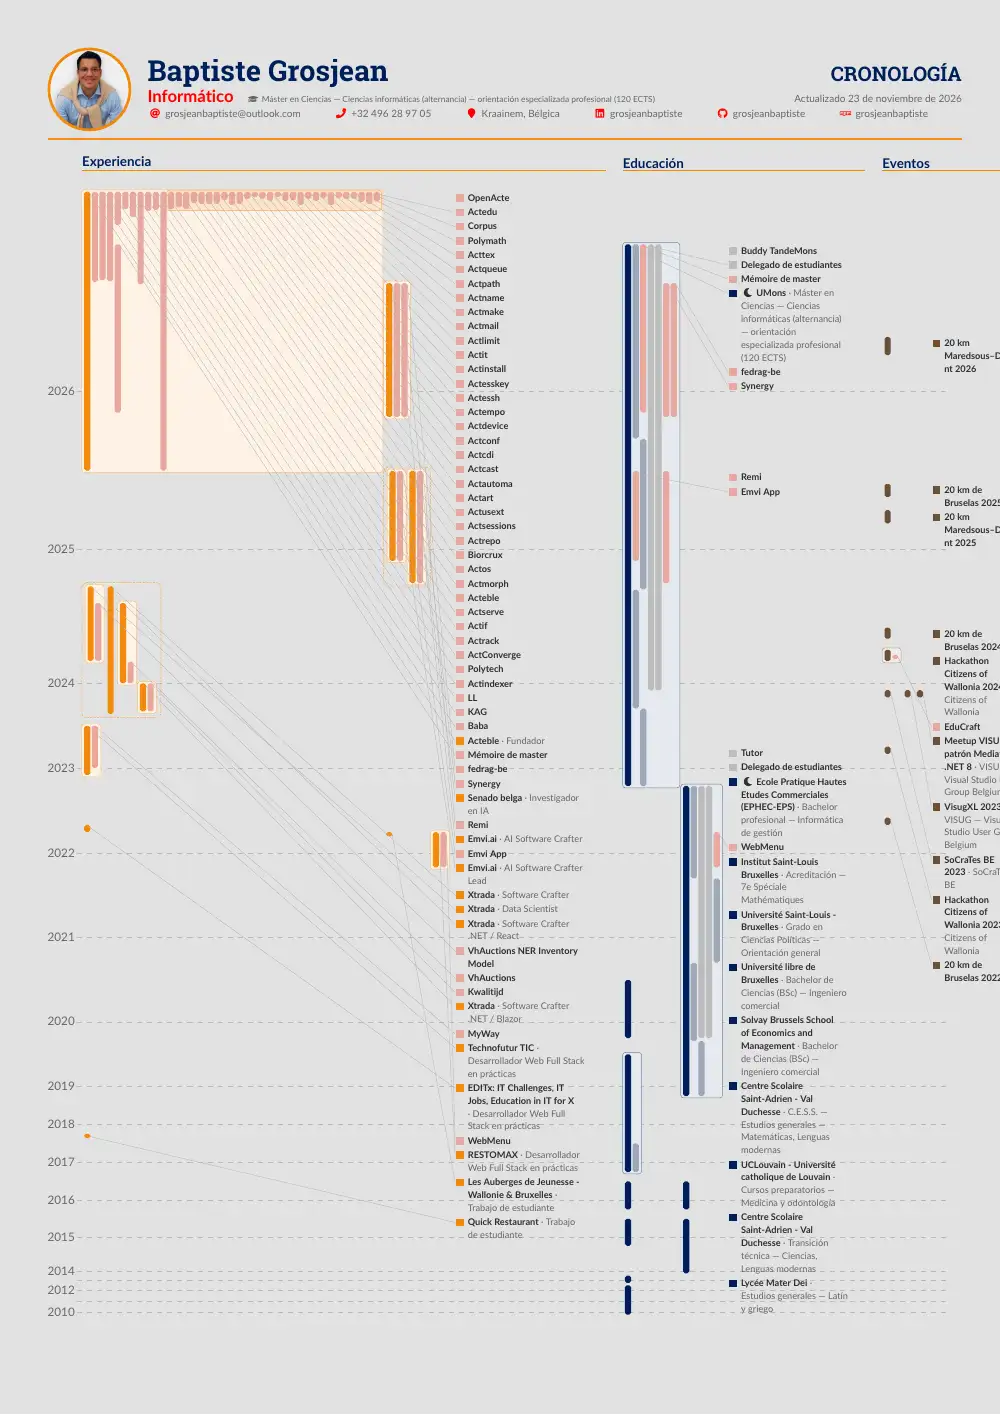 Baptiste Grosjean
CRONOLOGÍA
Informático
Máster en Ciencias — Ciencias informáticas (alternancia) — orientación especializada profesional (120 ECTS)
Actualizado 23 de noviembre de 2026
grosjeanbaptiste@outlook.com
+32 496 28 97 05
Kraainem, Bélgica
grosjeanbaptiste
grosjeanbaptiste
grosjeanbaptiste
Experiencia
2026
2025
2024
2023
2022
2021
2020
2019
2018
2017
2016
2015
2014
2012
2010
OpenActe
Actedu
Corpus
Polymath
Acttex
Actqueue
Actpath
Actname
Actmake
Actmail
Actlimit
Actit
Actinstall
Actesskey
Actessh
Actempo
Actdevice
Actconf
Actcdi
Actcast
Actautoma
Actart
Actusext
Actsessions
Actrepo
Biorcrux
Actos
Actmorph
Acteble
Actserve
Actif
Actrack
ActConverge
Polytech
Actindexer
LL
KAG
Baba
Acteble · Fundador
Mémoire de master
fedrag-be
Synergy
Senado belga · Investigador
en IA
Remi
Emvi.ai · AI Software Crafter
Emvi App
Emvi.ai · AI Software Crafter
Lead
Xtrada · Software Crafter
Xtrada · Data Scientist
Xtrada · Software Crafter
.NET / React
VhAuctions NER Inventory
Model
VhAuctions
Kwalitijd
Xtrada · Software Crafter
.NET / Blazor
MyWay
Technofutur TIC ·
Desarrollador Web Full Stack
en prácticas
EDITx: IT Challenges, IT
Jobs, Education in IT for X
· Desarrollador Web Full
Stack en prácticas
WebMenu
RESTOMAX · Desarrollador
Web Full Stack en prácticas
Les Auberges de Jeunesse -
Wallonie & Bruxelles ·
Trabajo de estudiante
Quick Restaurant · Trabajo
de estudiante
Educación
Buddy TandeMons
Delegado de estudiantes
Mémoire de master
UMons · Máster en
Ciencias — Ciencias
informáticas (alternancia)
— orientación
especializada profesional
(120 ECTS)
fedrag-be
Synergy
Remi
Emvi App
Tutor
Delegado de estudiantes
Ecole Pratique Hautes
Etudes Commerciales
(EPHEC-EPS) · Bachelor
profesional — Informática
de gestión
WebMenu
Institut Saint-Louis
Bruxelles · Acreditación —
7e Spéciale
Mathématiques
Université Saint-Louis -
Bruxelles · Grado en
Ciencias Políticas —
Orientación general
Université libre de
Bruxelles · Bachelor de
Ciencias (BSc) — Ingeniero
comercial
Solvay Brussels School
of Economics and
Management · Bachelor
de Ciencias (BSc) —
Ingeniero comercial
Centre Scolaire
Saint-Adrien - Val
Duchesse · C.E.S.S. —
Estudios generales —
Matemáticas, Lenguas
modernas
UCLouvain - Université
catholique de Louvain ·
Cursos preparatorios —
Medicina y odontología
Centre Scolaire
Saint-Adrien - Val
Duchesse · Transición
técnica — Ciencias,
Lenguas modernas
Lycée Mater Dei ·
Estudios generales — Latín
y griego
Eventos
20 km
Maredsous–D
nt 2026
20 km de
Bruselas 2025
20 km
Maredsous–D
nt 2025
20 km de
Bruselas 2024
Hackathon
Citizens of
Wallonia 2024
Citizens of
Wallonia
EduCraft
Meetup VISU
patrón Media
.NET 8 · VISU
Visual Studio
Group Belgiu
VisugXL 2023
VISUG — Visu
Studio User G
Belgium
SoCraTes BE
2023 · SoCraT
BE
Hackathon
Citizens of
Wallonia 2023
Citizens of
Wallonia
20 km de
Bruselas 2022